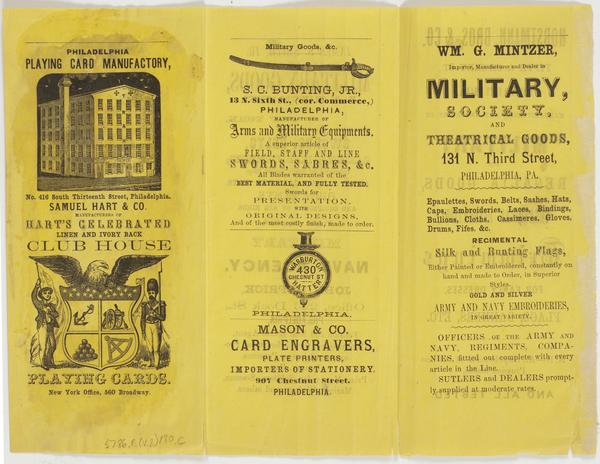 PHILADELPHIA
PLAYING CARD MANUFACTORY,
No. 416 South Thirteenth Street, Philadelphia.
SAMUEL HART & CO.
MANUFACTURERS OF
HART'S CELEBRATED
LINEN AND IVORY BACK
CLUB HOUSE
PLAYING CARDS.
New York Office, 560 Broadway.
Military Goods, &c.
S. C. BUNTING, JR.,
13 N. Sixth St., (cor. Commerce,)
PHILADELPHIA,
MANUFACTURER OF
Arms and Military Equipments.
A superior article of
FIELD, STAFF AND LINE
SWORDS, SABRES, &c.
All Blades warranted of the
BEST MATERIAL, AND FULLY TESTED.
Swords for
PRESENTATION,
WITH
ORIGINAL DESIGNS,
And of the most costly finish, made to order.
WARBURTON
430
CHESNUT ST
HATTER
PHILADELPHIA.
MASON & CO.
CARD ENGRAVERS,
PLATE PRINTERS,
IMPORTERS OF STATIONERY.
907 Chestnut Street,
PHILADELPHIA.
WM. G. MINTZER,
Importer, Manufacturer and Dealer in
MILITARY,
SOCIETY,
AND
THEATRICAL GOODS,
131 N. Third Street,
PHILADELPHIA, PA.
Epaulettes, Swords, Belts, Sashes, Hats,
Caps, Embroideries, Laces, Bindings,
Bullions, Cloths, Cassimeres, Gloves,
Drums, Fifes, &c.
REGIMENTAL
Silk and Bunting Flags,
Either Painted or Embroidered, constantly on
hand and made to Order, in Superior
Styles.
GOLD AND SILVER
ARMY AND NAVY EMBROIDERIES,
IN GREAT VARIETY.
OFFICERS OF THE ARMY AND
NAVY, REGIMENTS, COMPA-
NIES, fitted out complete with every
article in the Line.
SUTLERS and DEALERS prompt-
ly supplied at moderate rates.